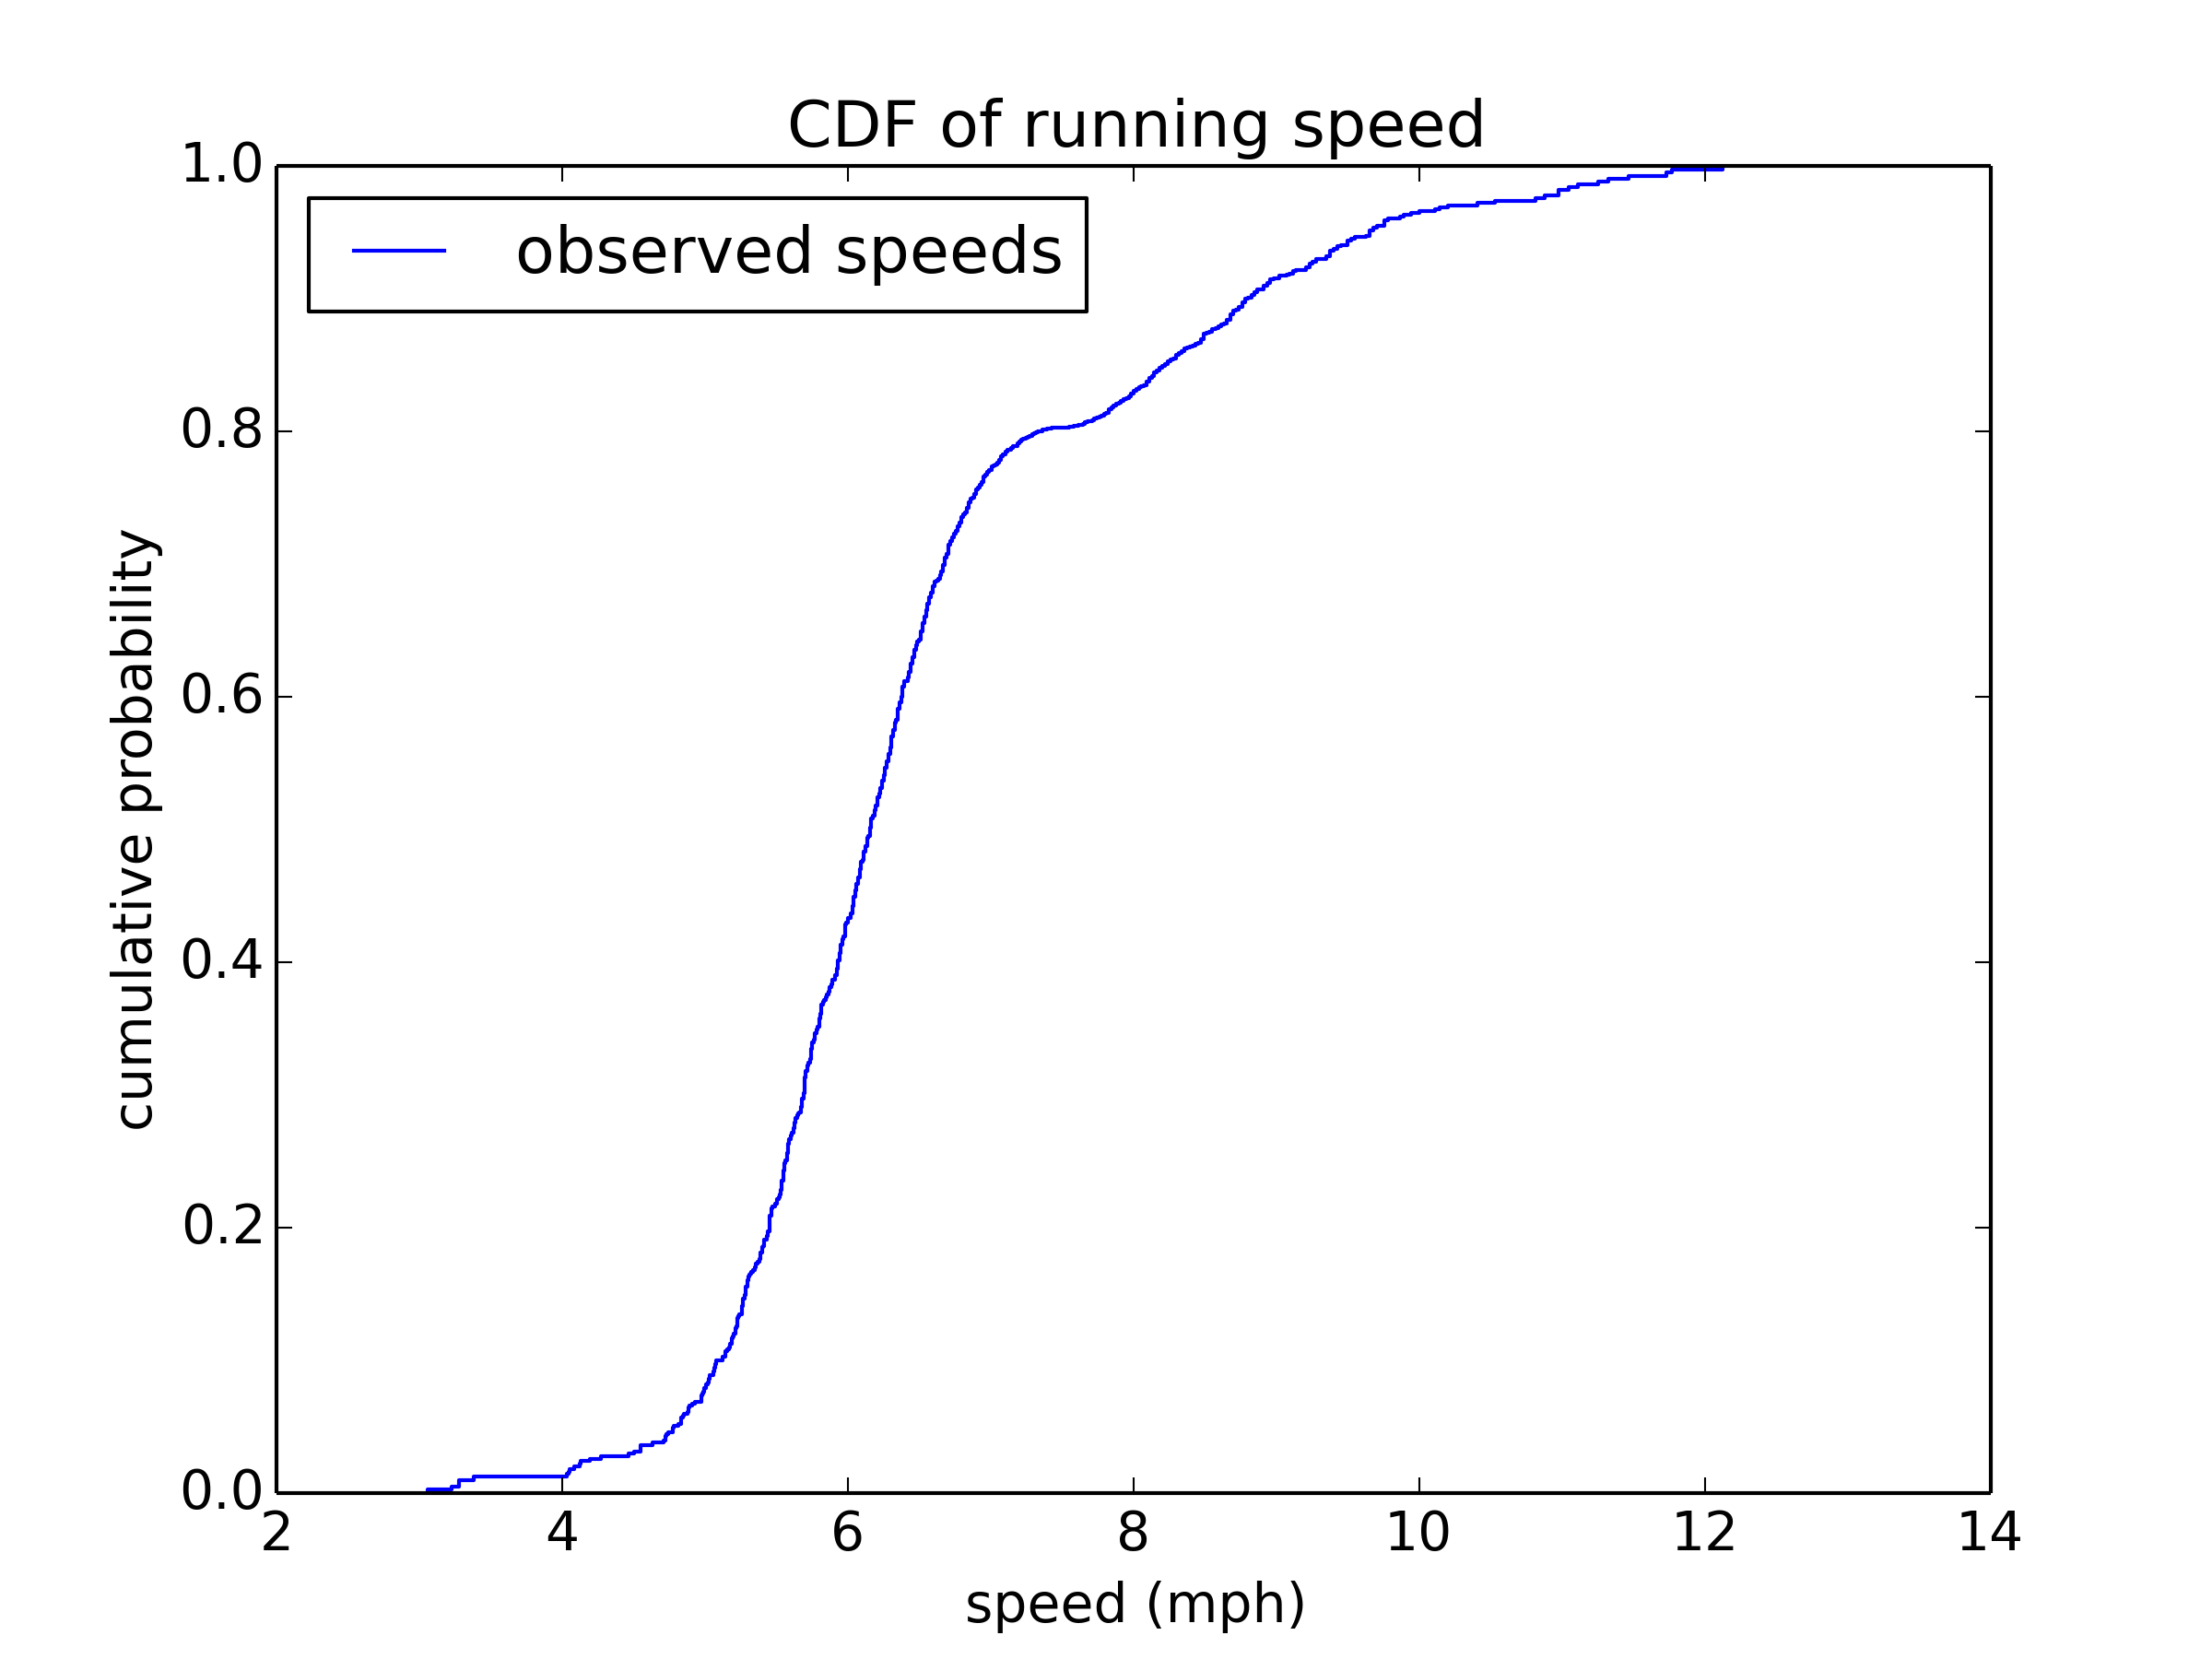 CDF of running speed
observed speeds
cumulative probability
1.0
0.8
0.6
0.4
0.2
0.0
2 4 6 8 10 12 14
speed (mph)